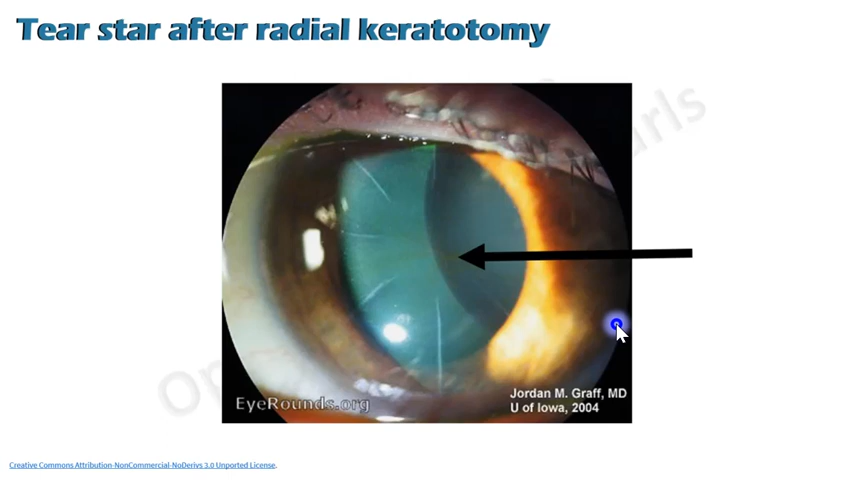 Tear star after radial keratotomy
EyeRounds.org
Jordan M. Graff, MD
U of Iowa, 2004
Creative Commons Attribution-NonCommercial-NoDerivs 3.0 Unported License.